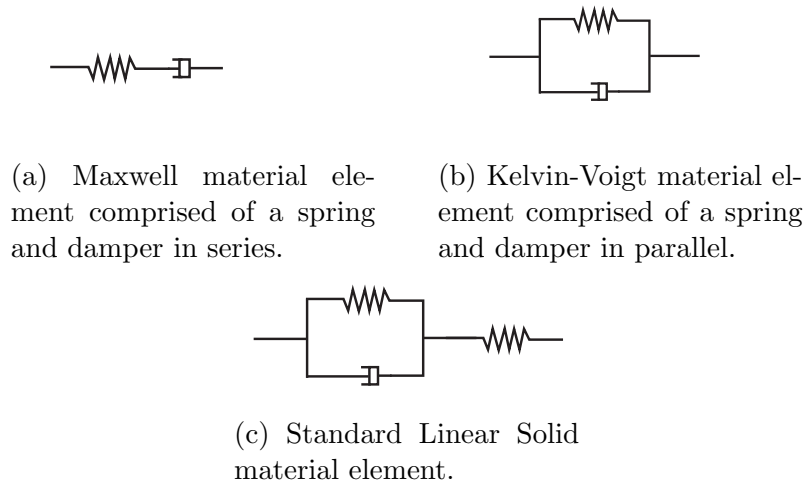 (a) Maxwell material ele-
ment comprised of a spring
and damper in series.
(b) Kelvin-Voigt material el-
ement comprised of a spring
and damper in parallel.
(c) Standard Linear Solid
material element.